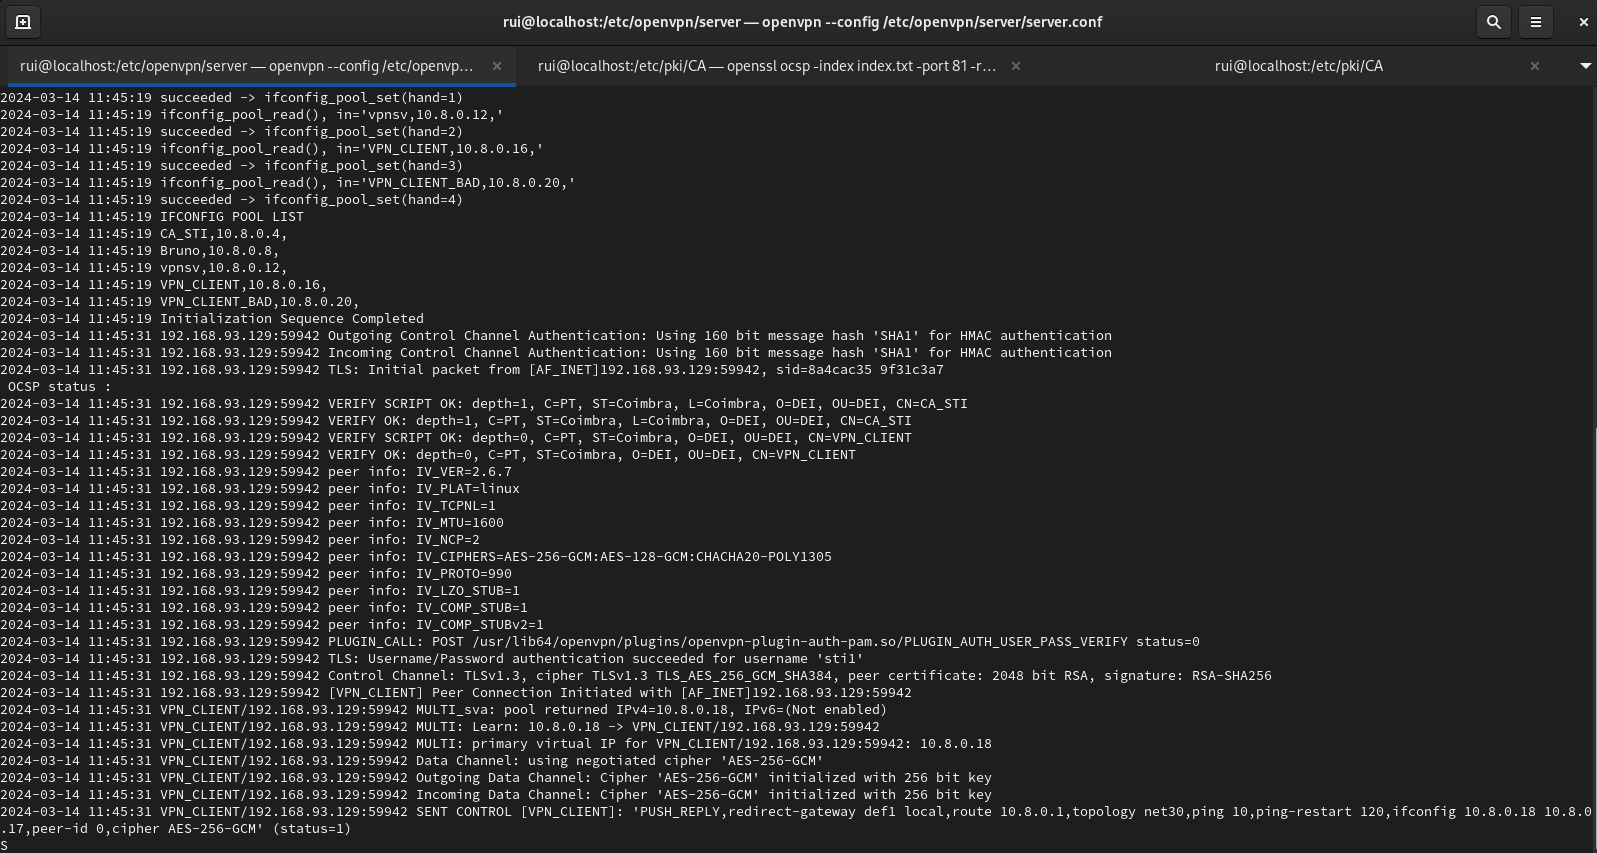 rui@localhost:/etc/openvpn/server — openvpn --config /etc/openvpn/server/server.conf
rui@localhost:/etc/openvpn/server — openvpn --config /etc/openvp…
rui@localhost:/etc/pki/CA — openssl ocsp -index index.txt -port 81 -r…
rui@localhost:/etc/pki/CA
2024-03-14 11:45:19 succeeded -> ifconfig_pool_set(hand=1)
2024-03-14 11:45:19 ifconfig_pool_read(), in='vpnsv,10.8.0.12,'
2024-03-14 11:45:19 succeeded -> ifconfig_pool_set(hand=2)
2024-03-14 11:45:19 ifconfig_pool_read(), in='VPN_CLIENT,10.8.0.16,'
2024-03-14 11:45:19 succeeded -> ifconfig_pool_set(hand=3)
2024-03-14 11:45:19 ifconfig_pool_read(), in='VPN_CLIENT_BAD,10.8.0.20,'
2024-03-14 11:45:19 succeeded -> ifconfig_pool_set(hand=4)
2024-03-14 11:45:19 IFCONFIG POOL LIST
2024-03-14 11:45:19 CA_STI,10.8.0.4,
2024-03-14 11:45:19 Bruno,10.8.0.8,
2024-03-14 11:45:19 vpnsv,10.8.0.12,
2024-03-14 11:45:19 VPN_CLIENT,10.8.0.16,
2024-03-14 11:45:19 VPN_CLIENT_BAD,10.8.0.20,
2024-03-14 11:45:19 Initialization Sequence Completed
2024-03-14 11:45:31 192.168.93.129:59942 Outgoing Control Channel Authentication: Using 160 bit message hash 'SHA1' for HMAC authentication
2024-03-14 11:45:31 192.168.93.129:59942 Incoming Control Channel Authentication: Using 160 bit message hash 'SHA1' for HMAC authentication
2024-03-14 11:45:31 192.168.93.129:59942 TLS: Initial packet from [AF_INET]192.168.93.129:59942, sid=8a4cac35 9f31c3a7
OCSP status :
2024-03-14 11:45:31 192.168.93.129:59942 VERIFY SCRIPT OK: depth=1, C=PT, ST=Coimbra, L=Coimbra, O=DEI, OU=DEI, CN=CA_STI
2024-03-14 11:45:31 192.168.93.129:59942 VERIFY OK: depth=1, C=PT, ST=Coimbra, L=Coimbra, O=DEI, OU=DEI, CN=CA_STI
2024-03-14 11:45:31 192.168.93.129:59942 VERIFY SCRIPT OK: depth=0, C=PT, ST=Coimbra, O=DEI, OU=DEI, CN=VPN_CLIENT
2024-03-14 11:45:31 192.168.93.129:59942 VERIFY OK: depth=0, C=PT, ST=Coimbra, O=DEI, OU=DEI, CN=VPN_CLIENT
2024-03-14 11:45:31 192.168.93.129:59942 peer info: IV_VER=2.6.7
2024-03-14 11:45:31 192.168.93.129:59942 peer info: IV_PLAT=linux
2024-03-14 11:45:31 192.168.93.129:59942 peer info: IV_TCPNL=1
2024-03-14 11:45:31 192.168.93.129:59942 peer info: IV_MTU=1600
2024-03-14 11:45:31 192.168.93.129:59942 peer info: IV_NCP=2
2024-03-14 11:45:31 192.168.93.129:59942 peer info: IV_CIPHERS=AES-256-GCM:AES-128-GCM:CHACHA20-POLY1305
2024-03-14 11:45:31 192.168.93.129:59942 peer info: IV_PROTO=990
2024-03-14 11:45:31 192.168.93.129:59942 peer info: IV_LZO_STUB=1
2024-03-14 11:45:31 192.168.93.129:59942 peer info: IV_COMP_STUB=1
2024-03-14 11:45:31 192.168.93.129:59942 peer info: IV_COMP_STUBv2=1
2024-03-14 11:45:31 192.168.93.129:59942 PLUGIN_CALL: POST /usr/lib64/openvpn/plugins/openvpn-plugin-auth-pam.so/PLUGIN_AUTH_USER_PASS_VERIFY status=0
2024-03-14 11:45:31 192.168.93.129:59942 TLS: Username/Password authentication succeeded for username 'sti1'
2024-03-14 11:45:31 192.168.93.129:59942 Control Channel: TLSv1.3, cipher TLSv1.3 TLS_AES_256_GCM_SHA384, peer certificate: 2048 bit RSA, signature: RSA-SHA256
2024-03-14 11:45:31 192.168.93.129:59942 [VPN_CLIENT] Peer Connection Initiated with [AF_INET]192.168.93.129:59942
2024-03-14 11:45:31 VPN_CLIENT/192.168.93.129:59942 MULTI_sva: pool returned IPv4=10.8.0.18, IPv6=(Not enabled)
2024-03-14 11:45:31 VPN_CLIENT/192.168.93.129:59942 MULTI: Learn: 10.8.0.18 -> VPN_CLIENT/192.168.93.129:59942
2024-03-14 11:45:31 VPN_CLIENT/192.168.93.129:59942 MULTI: primary virtual IP for VPN_CLIENT/192.168.93.129:59942: 10.8.0.18
2024-03-14 11:45:31 VPN_CLIENT/192.168.93.129:59942 Data Channel: using negotiated cipher 'AES-256-GCM'
2024-03-14 11:45:31 VPN_CLIENT/192.168.93.129:59942 Outgoing Data Channel: Cipher 'AES-256-GCM' initialized with 256 bit key
2024-03-14 11:45:31 VPN_CLIENT/192.168.93.129:59942 Incoming Data Channel: Cipher 'AES-256-GCM' initialized with 256 bit key
2024-03-14 11:45:31 VPN_CLIENT/192.168.93.129:59942 SENT CONTROL [VPN_CLIENT]: 'PUSH_REPLY,redirect-gateway def1 local,route 10.8.0.1,topology net30,ping 10,ping-restart 120,ifconfig 10.8.0.18 10.8.0
.17,peer-id 0,cipher AES-256-GCM' (status=1)
S